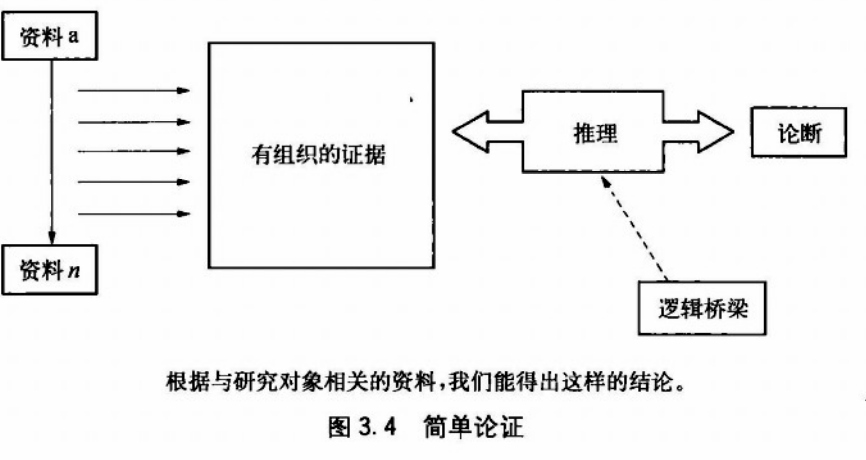 资料 a
有组织的证据
推理
论断
资料 n
逻辑桥梁
根据与研究对象相关的资料,我们能得出这样的结论。
图 3.4 简单论证